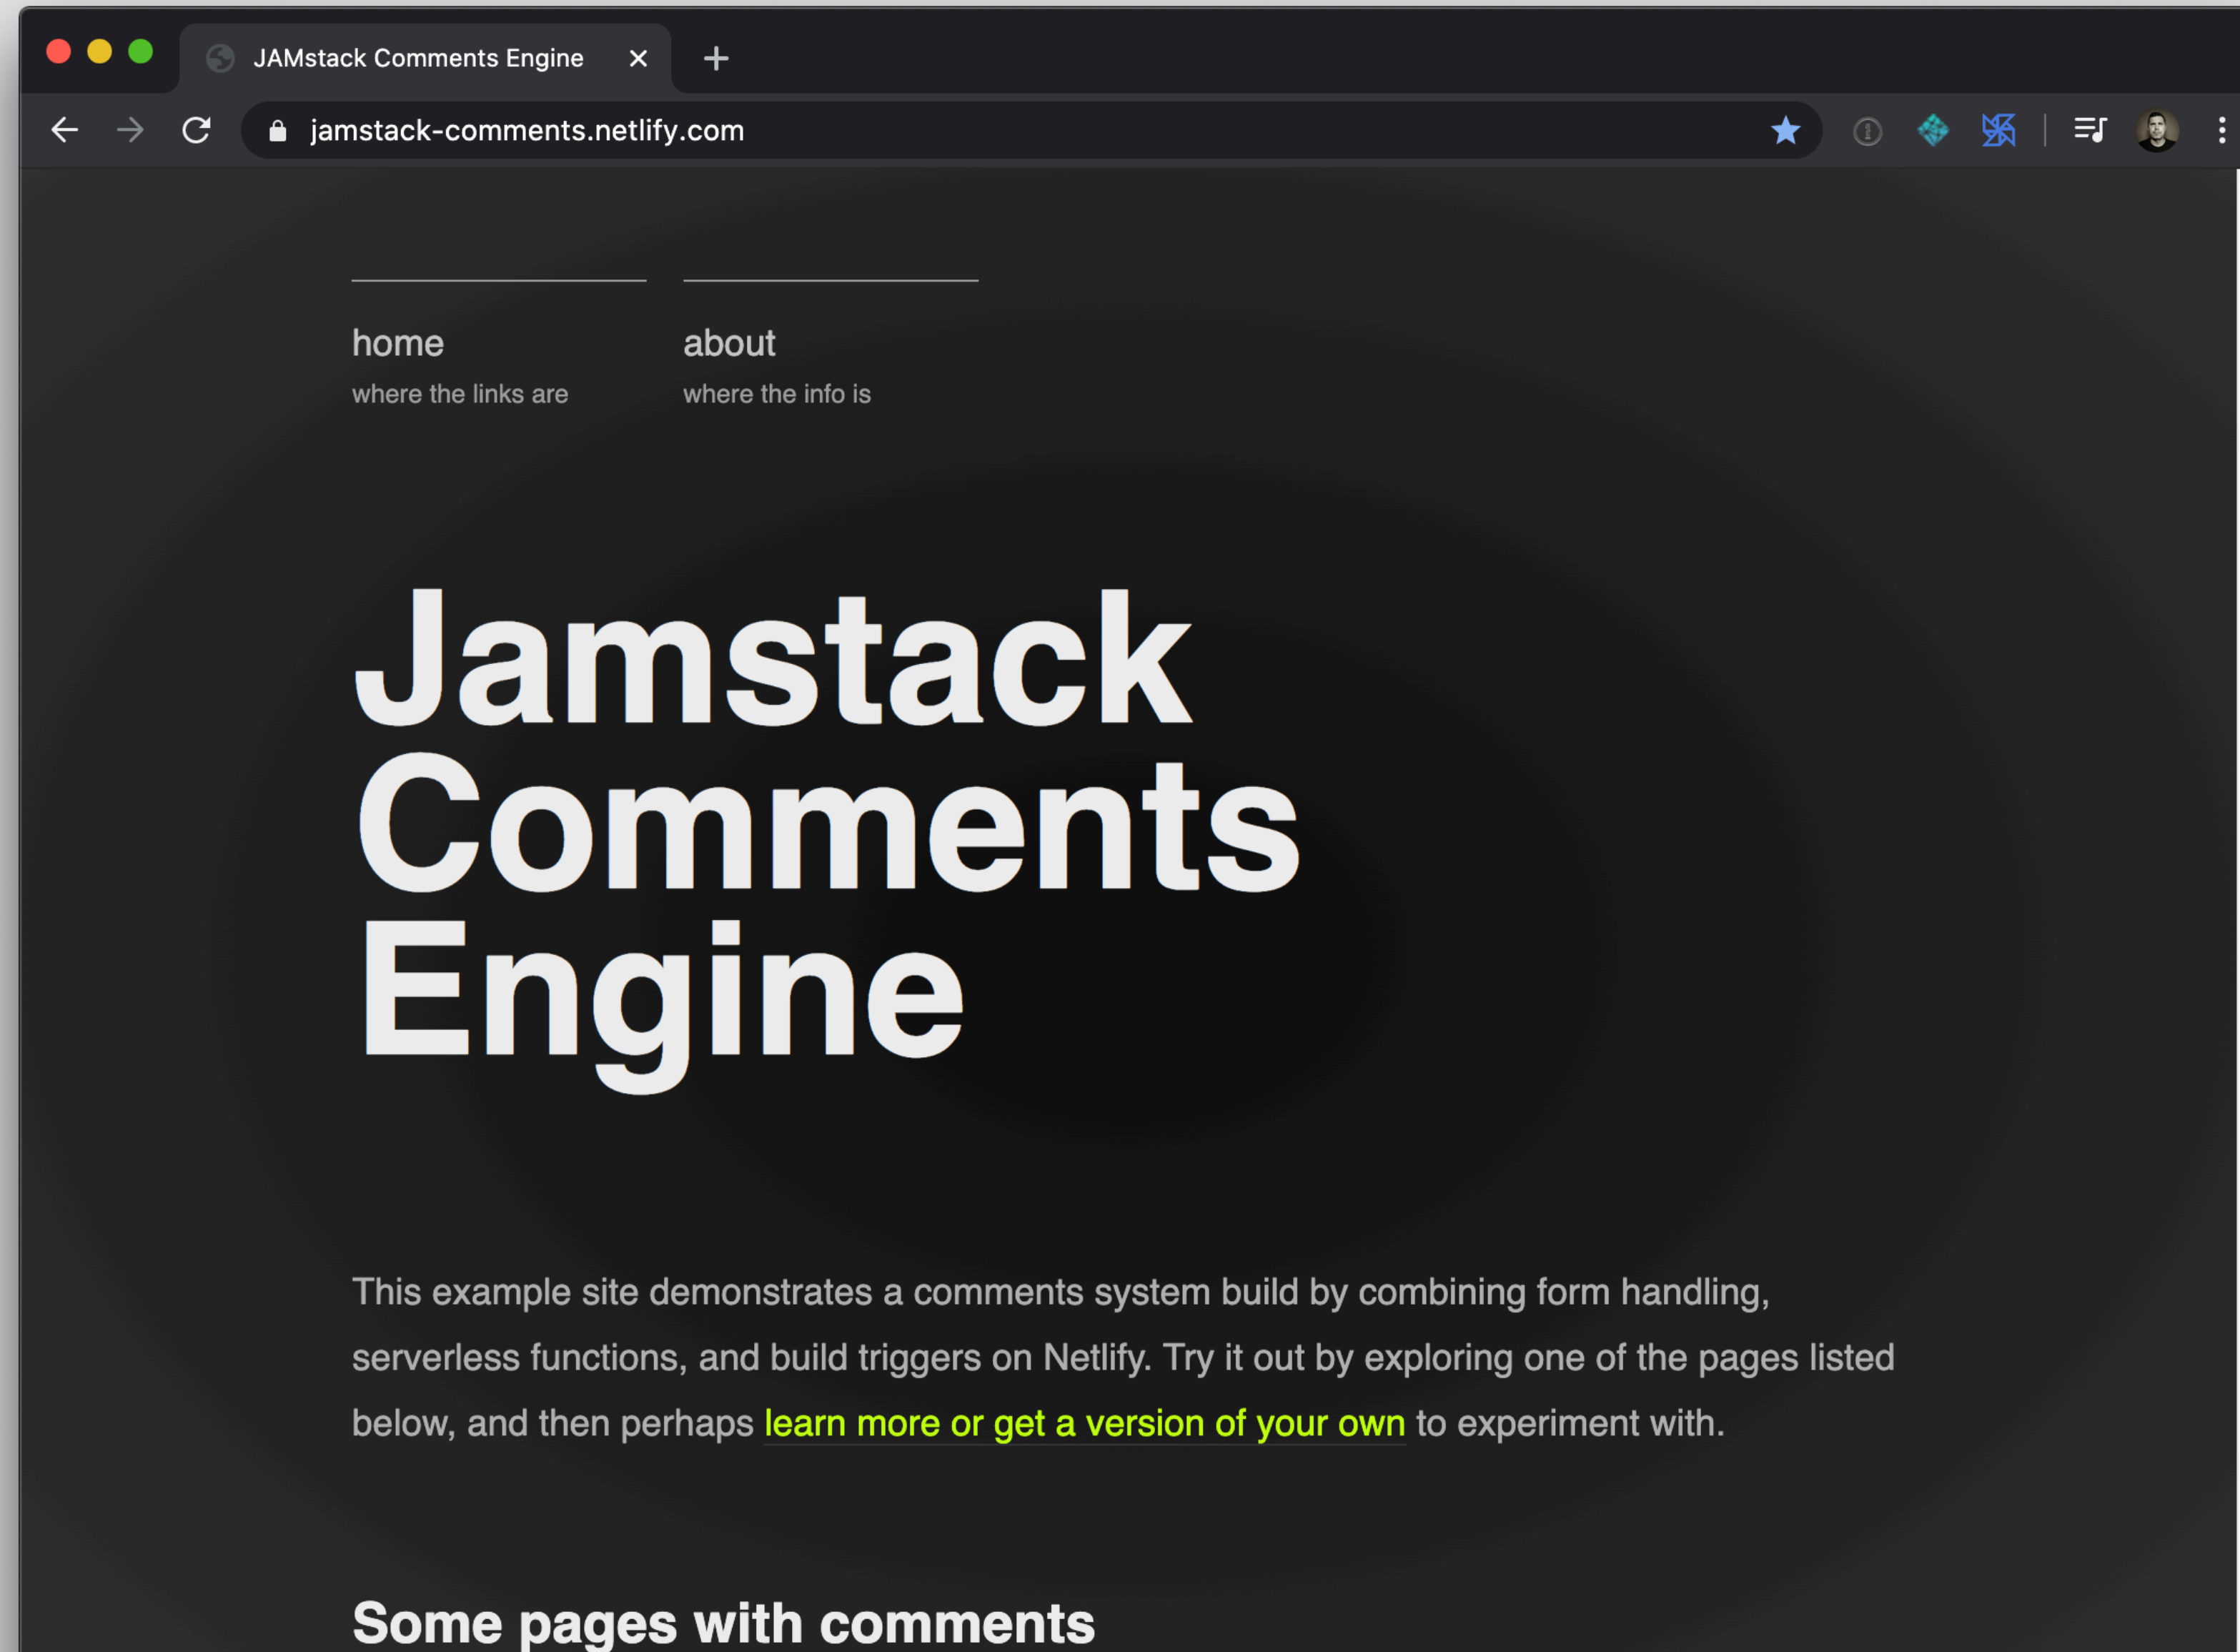 JAMstack Comments Engine
jamstack-comments.netlify.com
home
where the links are
about
where the info is
Jamstack
Comments
Engine
This example site demonstrates a comments system build by combining form handling,
serverless functions, and build triggers on Netlify. Try it out by exploring one of the pages listed
below, and then perhaps learn more or get a version of your own to experiment with.
Some pages with comments